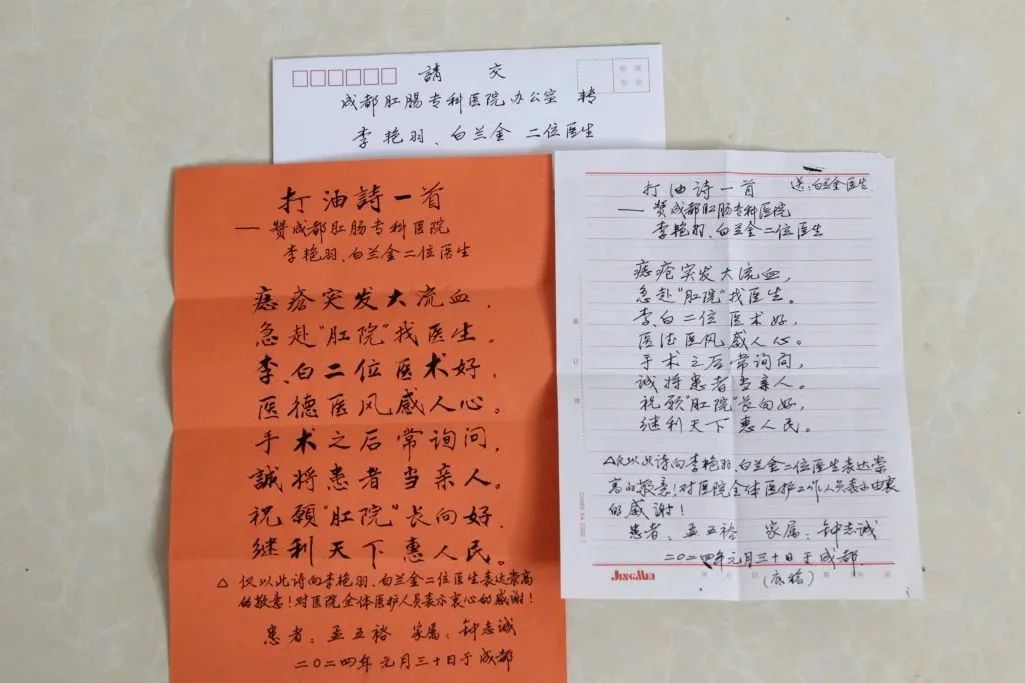 請 交
成都肛腸专科医院办公室 转
李艳羽、白兰金 二位医生
打油詩一首
——赞成都肛肠专科医院
李艳羽、白兰金二位医生
痣疮突发大流血,
急赴"肛院"找医生。
李、白二位医术好,
医德医风感人心。
手术之后常询问,
誠将患者当亲人。
祝願"肛院"长向好,
继利天下惠人民。
△仅以此诗向李艳羽、白兰金二位医生表达崇高
的敬意!对医院全体医护人员表示衷心的感谢!
患者:孟五裕 家属:钟志诚
二〇二四年元月三十日于成都
送:白兰金医生
打油詩一首
——赞成都肛肠专科医院
李艳羽、白兰金二位医生
痣疮突发大流血,
急赴"肛院"找医生。
李、白二位医术好,
医法医风感人心。
手术之后常询问,
诚将患者当亲人。
祝願"肛院"长向好,
继利天下惠人民。
△仅以此诗向李艳羽、白兰金二位医生表达崇
高的敬意!对医院全体医护工作人员表示由衷
的感谢!
患者:孟五裕 家属:钟志诚
二〇二四年元月三十日于成都.
(底稿)
JINGMEI